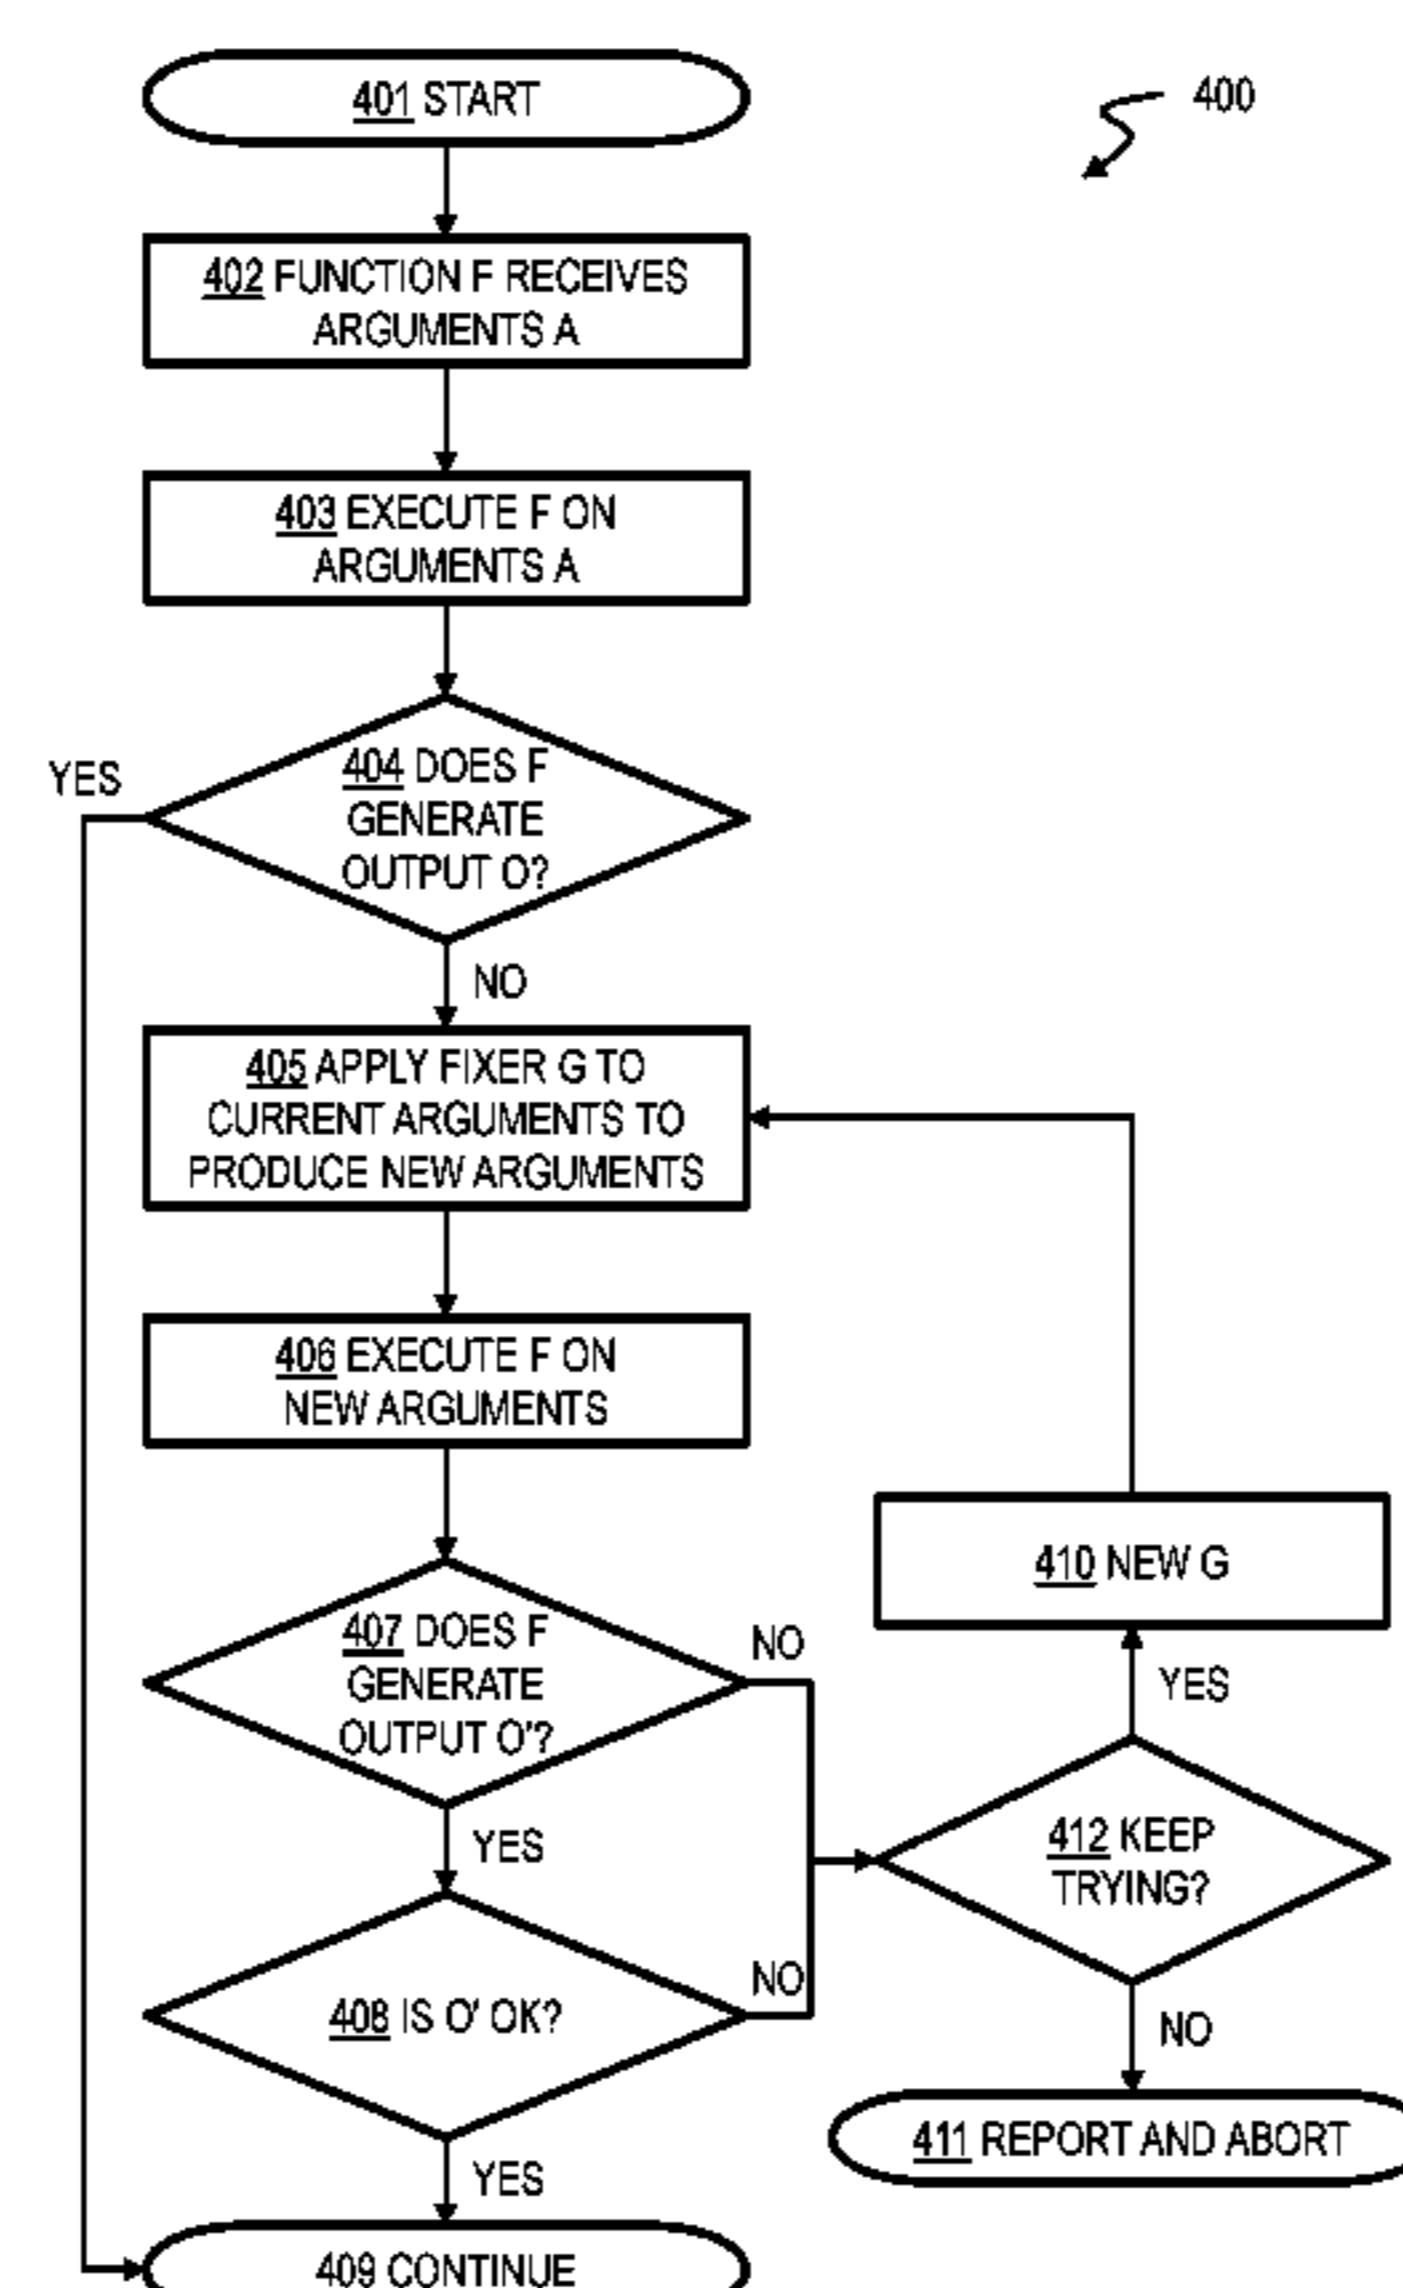 401 START
400
402 FUNCTION F RECEIVES
ARGUMENTS A
403 EXECUTE F ON
ARGUMENTS A
404 DOES F
GENERATE
OUTPUT O?
YES
NO
405 APPLY FIXER G TO
CURRENT ARGUMENTS TO
PRODUCE NEW ARGUMENTS
406 EXECUTE F ON
NEW ARGUMENTS
410 NEW G
407 DOES F
GENERATE
OUTPUT O'?
NO
YES
YES
412 KEEP
TRYING?
408 IS O' OK?
NO
NO
411 REPORT AND ABORT
YES
409 CONTINUE